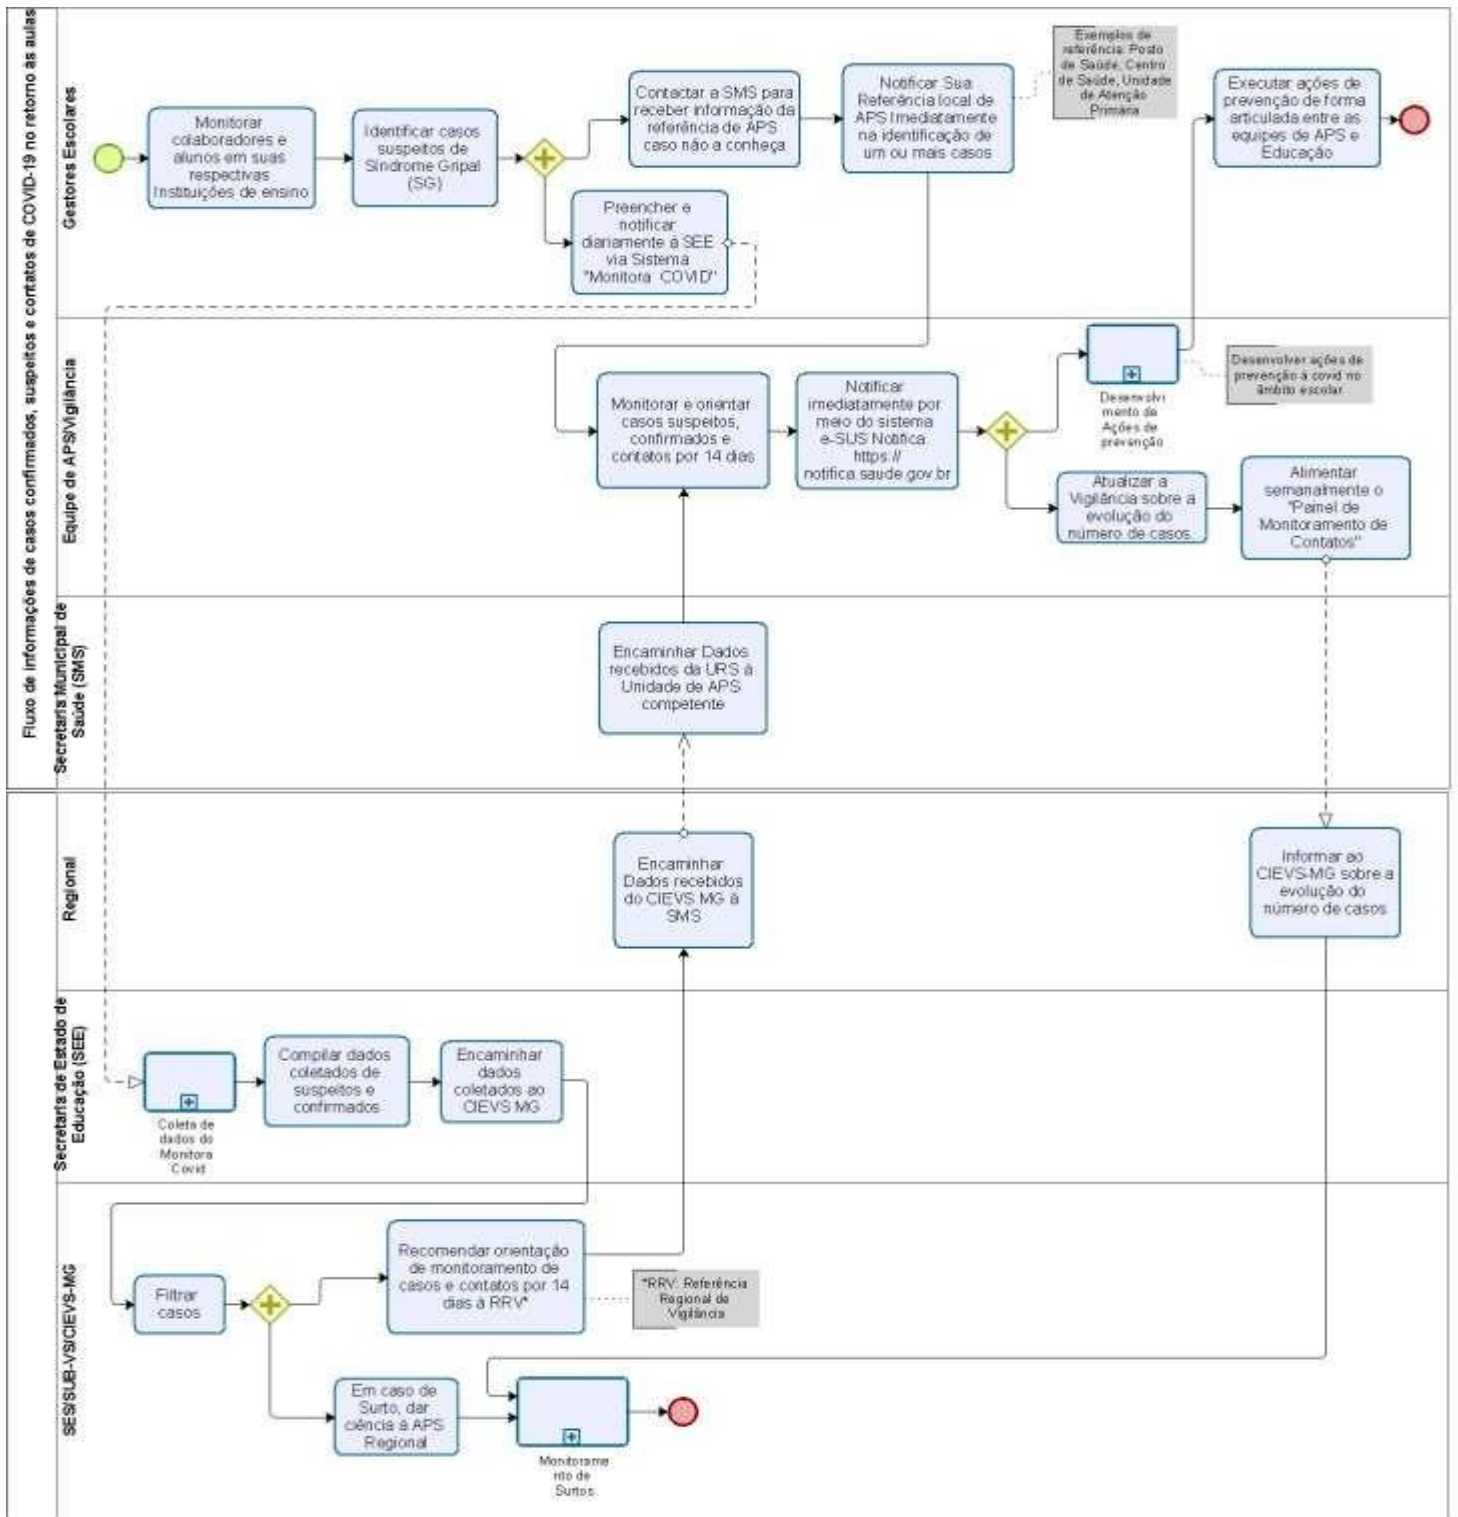 Fluxo de informações de casos confirmados, suspeitos e contatos de COVID-19 no retorno às aulas
Gestores Escolares
Monitorar
colaboradores e
alunos em suas
respectivas
Instituições de ensino
Identificar casos
suspeitos de
Síndrome Gripal
(SG)
Contactar a SMS para
receber informação da
referência de APS
caso não a conheça
Preencher e
notificar
diariamente à SEE
via Sistema
"Monitora COVID"
Notificar Sua
Referência local de
APS Imediatamente
na identificação de
um ou mais casos
Exemplos de
referência: Posto
de Saúde, Centro
de Saúde, Unidade
de Atenção
Primária
Executar ações de
prevenção de forma
articulada entre as
equipes de APS e
Educação
Equipe de APS/Vigilância
Monitorar e orientar
casos suspeitos,
confirmados e
contatos por 14 dias
Notificar
imediatamente por
meio do sistema
e-SUS Notifica
https://
notifica.saude.gov.br
Desenvolvi
mento de
Ações de
prevenção
Desenvolver ações de
prevenção à covid no
âmbito escolar
Atualizar a
Vigilância sobre a
evolução do
número de casos.
Alimentar
semanalmente o
"Painel de
Monitoramento de
Contatos"
Secretaria Municipal de
Saúde (SMS)
Encaminhar Dados
recebidos da URS à
Unidade de APS
competente
Regional
Encaminhar
Dados recebidos
do CIEVS MG à
SMS
Informar ao
CIEVS-MG sobre a
evolução do
número de casos
Secretaria de Estado de
Educação (SEE)
Coleta de
dados do
Monitora
Covid
Compilar dados
coletados de
suspeitos e
confirmados
Encaminhar
dados
coletados ao
CIEVS MG
SES/SUB-VS/CIEVS-MG
Filtrar
casos
Recomendar orientação
de monitoramento de
casos e contatos por 14
dias à RRV*
*RRV: Referência
Regional de
Vigilância
Em caso de
Surto, dar
ciência à APS
Regional
Monitorame
nto de
Surtos